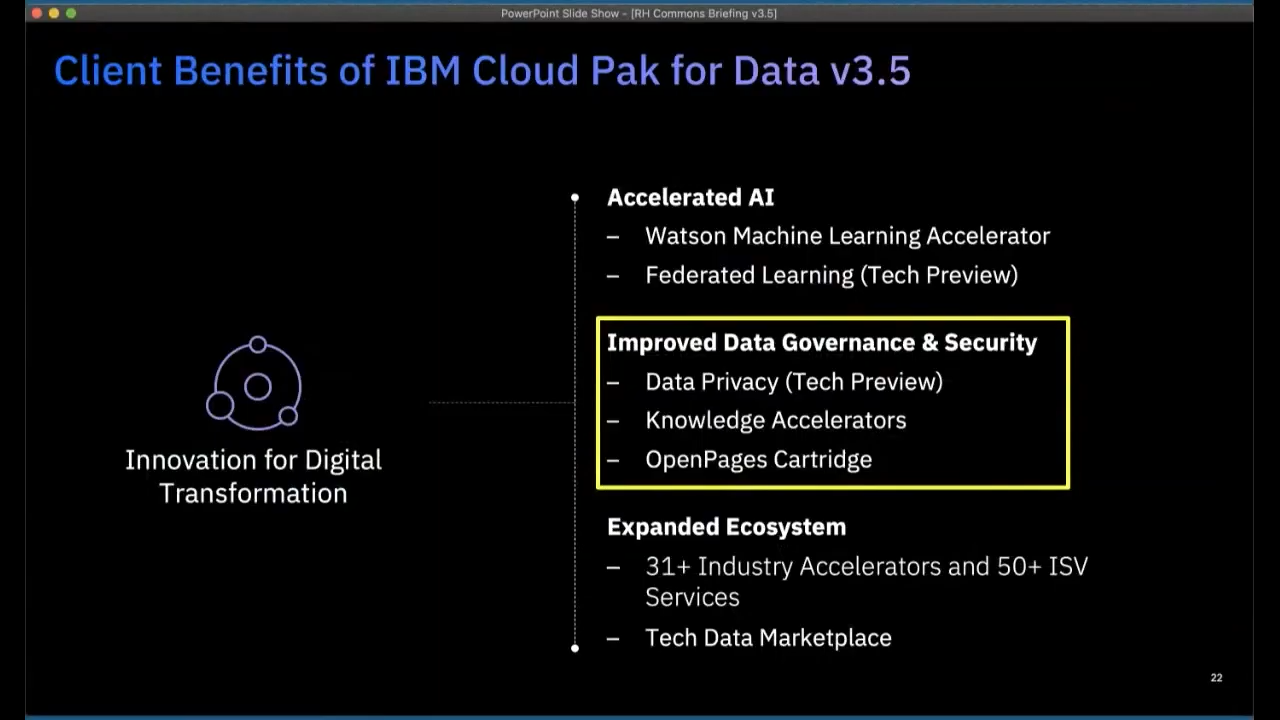 PowerPoint Slide Show - [RH Commons Briefing v3.5]
Client Benefits of IBM Cloud Pak for Data v3.5
Innovation for Digital
Transformation
Accelerated AI
– Watson Machine Learning Accelerator
– Federated Learning (Tech Preview)
Improved Data Governance & Security
– Data Privacy (Tech Preview)
– Knowledge Accelerators
– OpenPages Cartridge
Expanded Ecosystem
– 31+ Industry Accelerators and 50+ ISV
Services
– Tech Data Marketplace
22